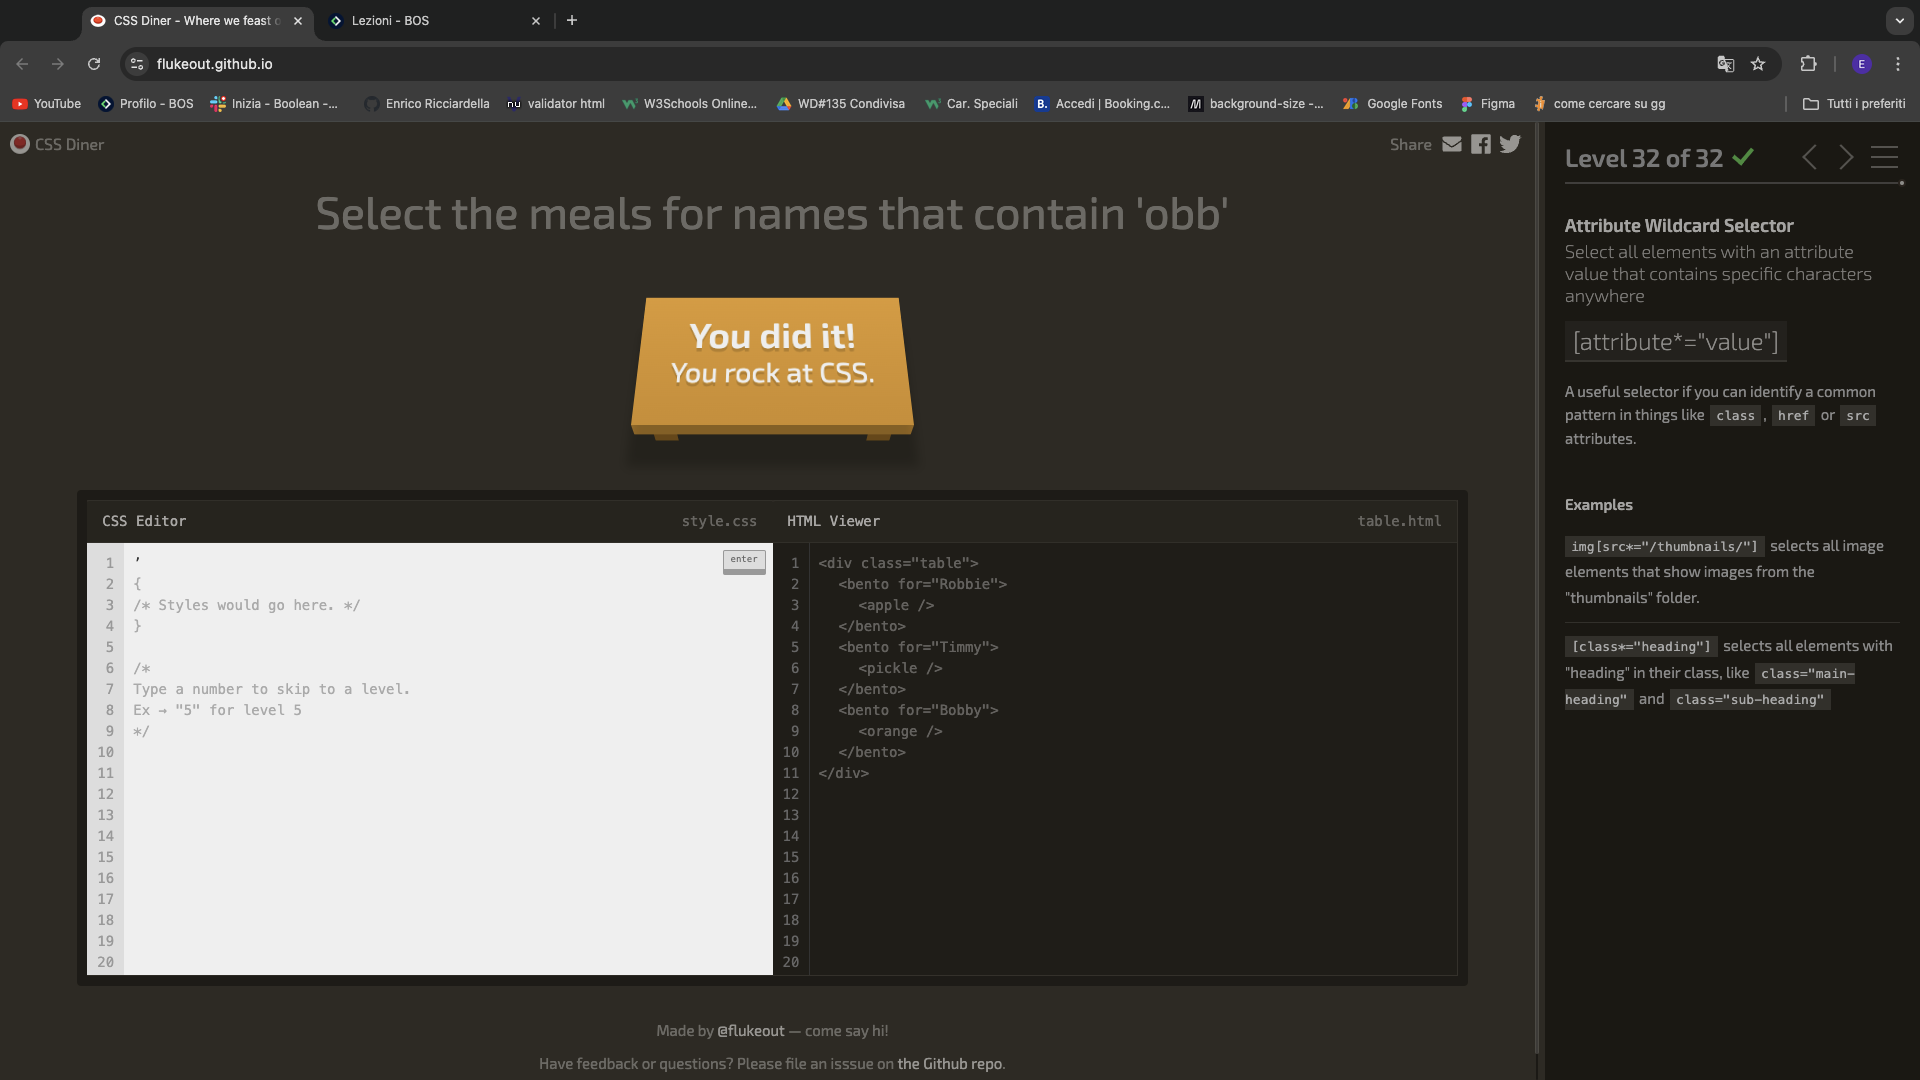 CSS Diner - Where we feast o
Lezioni - BOS
flukeout.github.io
E
YouTube
Profilo - BOS
Inizia - Boolean -...
Enrico Ricciardella
nu validator html
W3Schools Online...
WD#135 Condivisa
Car. Speciali
B. Accedi | Booking.c...
background-size -...
Google Fonts
Figma
come cercare su gg
Tutti i preferiti
CSS Diner
Share
Select the meals for names that contain 'obb'
You did it!
You rock at CSS.
CSS Editor
style.css
enter
1 ,
2 {
3 /* Styles would go here. */
4 }
5
6 /*
7 Type a number to skip to a level.
8 Ex → "5" for level 5
9 */
10
11
12
13
14
15
16
17
18
19
20
HTML Viewer
table.html
1 <div class="table">
2 <bento for="Robbie">
3 <apple />
4 </bento>
5 <bento for="Timmy">
6 <pickle />
7 </bento>
8 <bento for="Bobby">
9 <orange />
10 </bento>
11 </div>
12
13
14
15
16
17
18
19
20
Made by @flukeout — come say hi!
Have feedback or questions? Please file an isssue on the Github repo.
Level 32 of 32
Attribute Wildcard Selector
Select all elements with an attribute
value that contains specific characters
anywhere
[attribute*="value"]
A useful selector if you can identify a common
pattern in things like class , href or src
attributes.
Examples
img[src*="/thumbnails/"] selects all image
elements that show images from the
"thumbnails" folder.
[class*="heading"] selects all elements with
"heading" in their class, like class="main-
heading" and class="sub-heading"